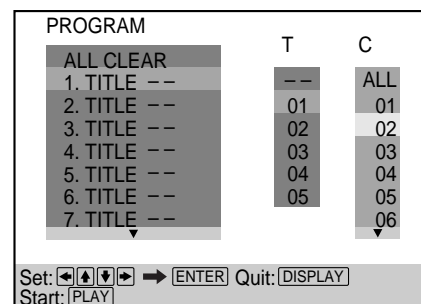 PROGRAM
T C
ALL CLEAR
1. TITLE – – – – ALL
2. TITLE – – 01 01
3. TITLE – – 02 02
4. TITLE – – 03 03
5. TITLE – – 04 04
6. TITLE – – 05 05
7. TITLE – – 06
Set: ENTER Quit: DISPLAY
Start: PLAY